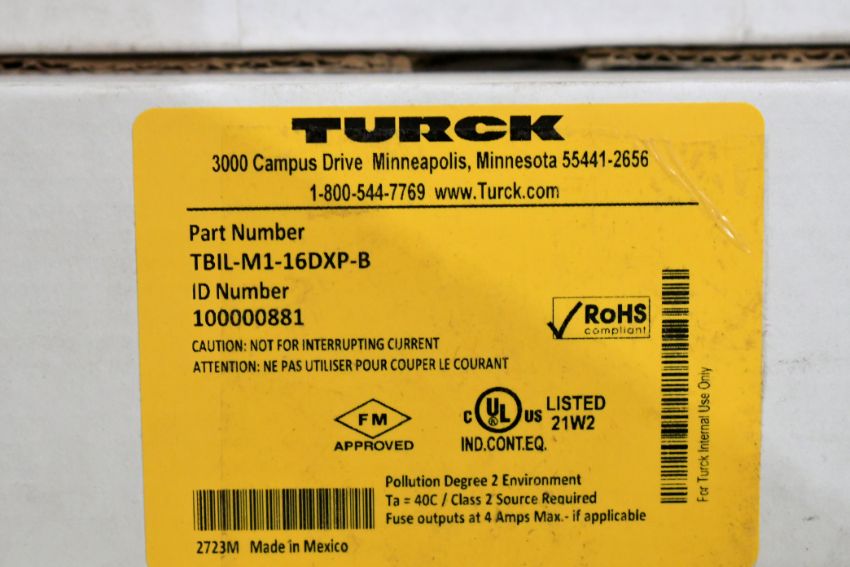 TURCK
3000 Campus Drive Minneapolis, Minnesota 55441-2656
1-800-544-7769 www.Turck.com
Part Number
TBIL-M1-16DXP-B
ID Number
100000881
CAUTION: NOT FOR INTERRUPTING CURRENT
ATTENTION: NE PAS UTILISER POUR COUPER LE COURANT
RoHS
compliant
FM
APPROVED
C UL US LISTED
21W2
IND.CONT.EQ.
For Turck Internal Use Only
Pollution Degree 2 Environment
Ta = 40C / Class 2 Source Required
Fuse outputs at 4 Amps Max.- if applicable
2723M Made in Mexico